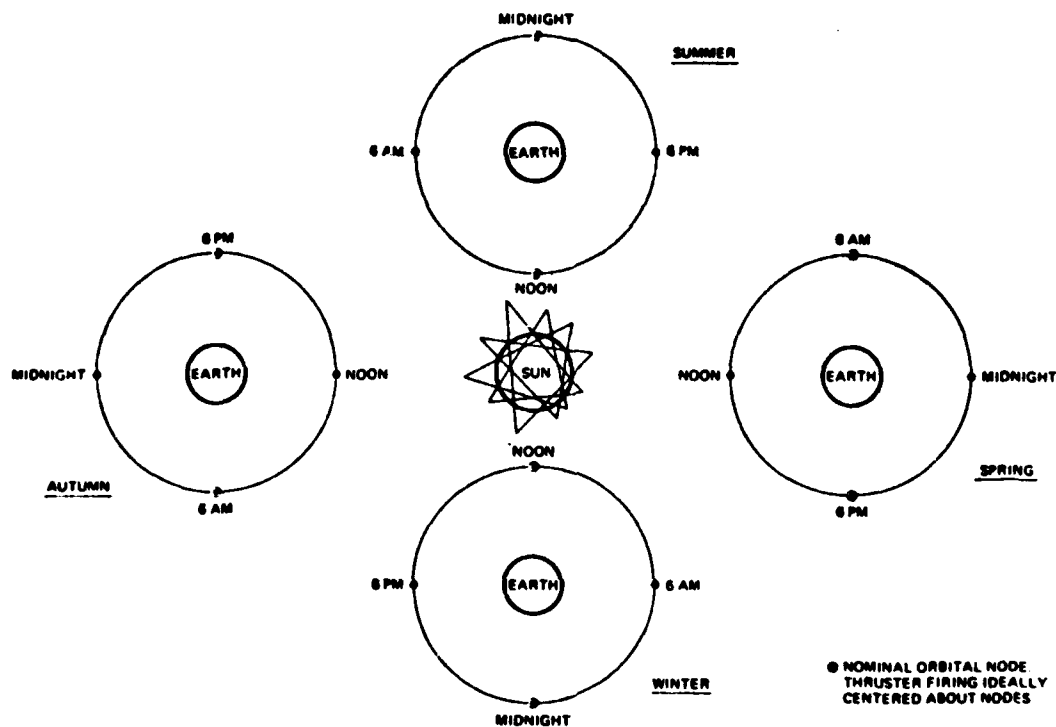 MIDNIGHT
SUMMER
6 AM
EARTH
6 PM
NOON
6 PM
MIDNIGHT
EARTH
NOON
AUTUMN
6 AM
SUN
6 AM
NOON
EARTH
MIDNIGHT
SPRING
6 PM
NOON
6 PM
EARTH
6 AM
WINTER
MIDNIGHT
NOMINAL ORBITAL NODE.
THRUSTER FIRING IDEALLY
CENTERED ABOUT NODES